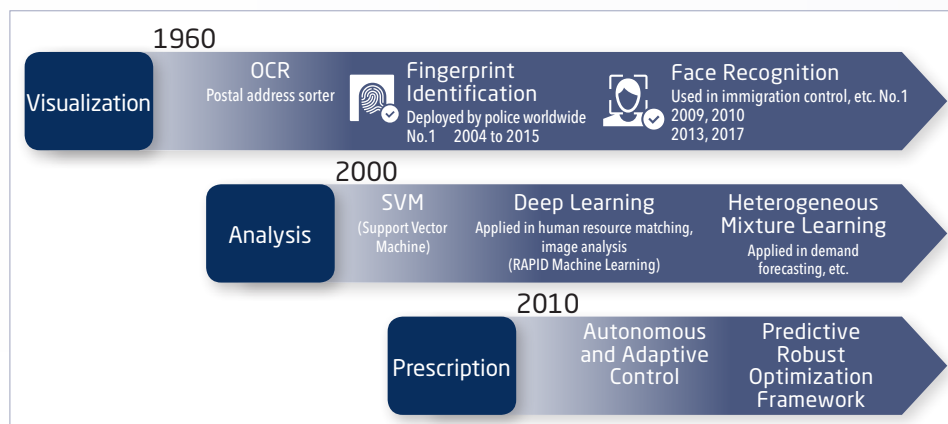 1960
Visualization
OCR
Postal address sorter
Fingerprint
Identification
Deployed by police worldwide
No.1 2004 to 2015
Face Recognition
Used in immigration control, etc. No.1
2009, 2010
2013, 2017
2000
Analysis
SVM
(Support Vector
Machine)
Deep Learning
Applied in human resource matching,
image analysis
(RAPID Machine Learning)
Heterogeneous
Mixture Learning
Applied in demand
forecasting, etc.
2010
Prescription
Autonomous
and Adaptive
Control
Predictive
Robust
Optimization
Framework